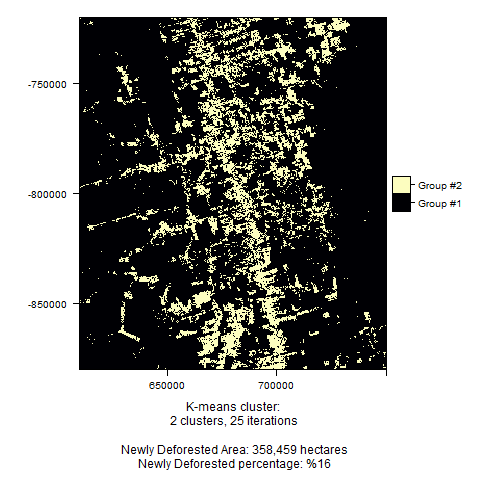 -750000
-800000
-850000
650000
700000
Group #2
Group #1
K-means cluster:
2 clusters, 25 iterations
Newly Deforested Area: 358,459 hectares
Newly Deforested percentage: %16